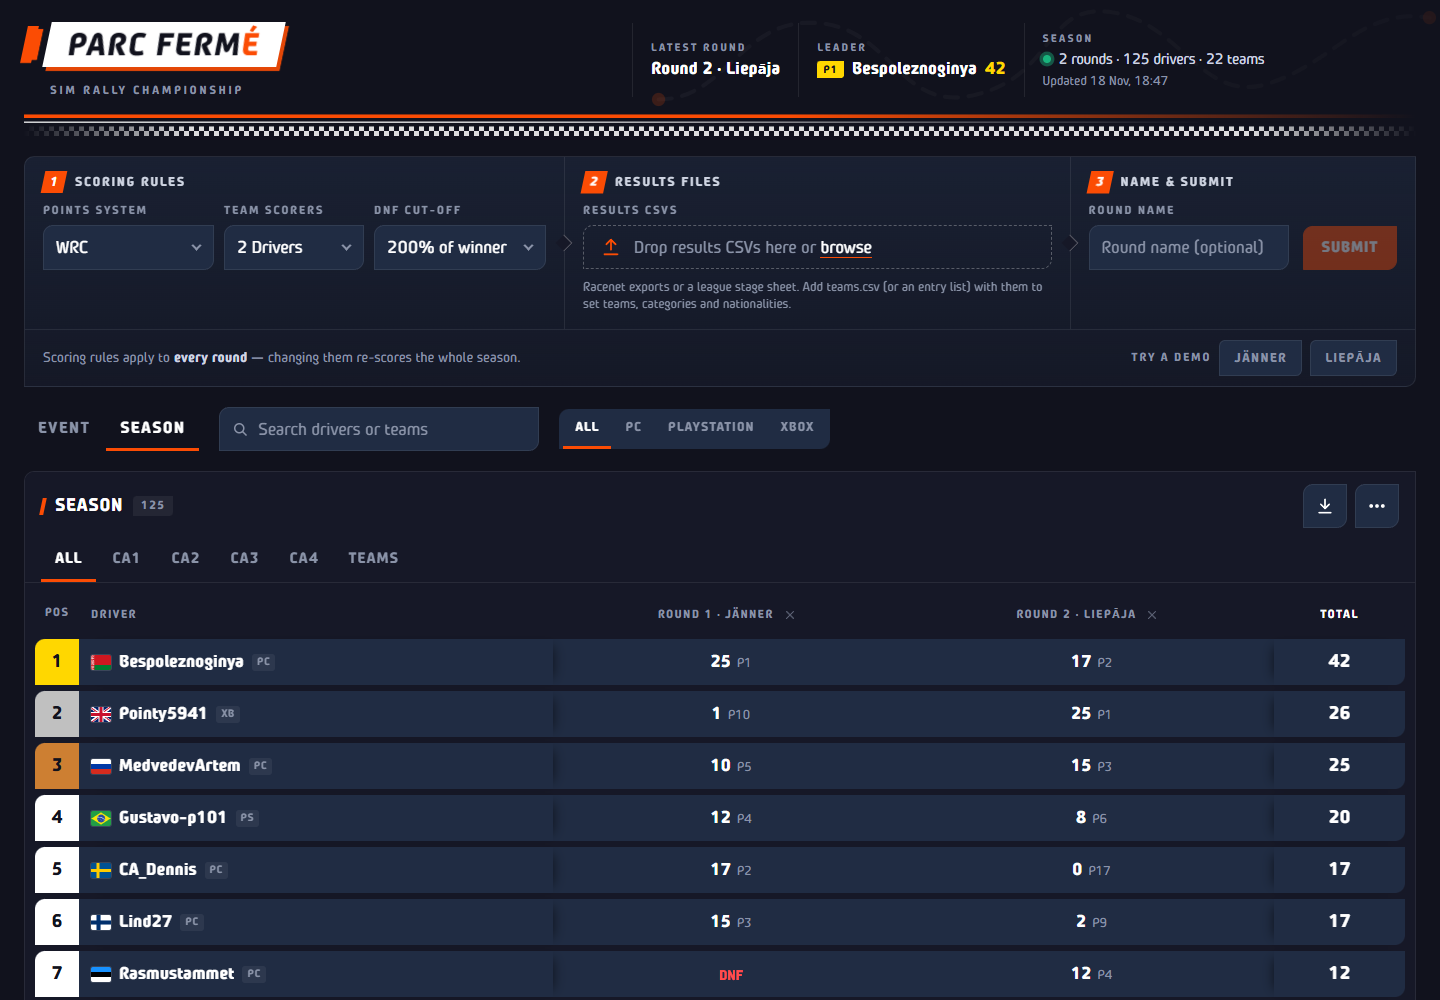 PARC FERMÉ
SIM RALLY CHAMPIONSHIP
LATEST ROUND
Round 2 · Liepāja
LEADER
P1 Bespoleznoginya 42
SEASON
2 rounds · 125 drivers · 22 teams
Updated 18 Nov, 18:47
1 SCORING RULES
POINTS SYSTEM TEAM SCORERS DNF CUT-OFF
WRC 2 Drivers 200% of winner
2 RESULTS FILES
RESULTS CSVS
Drop results CSVs here or browse
Racenet exports or a league stage sheet. Add teams.csv (or an entry list) with them to
set teams, categories and nationalities.
3 NAME & SUBMIT
ROUND NAME
Round name (optional) SUBMIT
Scoring rules apply to every round — changing them re-scores the whole season.
TRY A DEMO JÄNNER LIEPĀJA
EVENT SEASON Search drivers or teams ALL PC PLAYSTATION XBOX
SEASON 125
ALL CA1 CA2 CA3 CA4 TEAMS
POS DRIVER ROUND 1 · JÄNNER × ROUND 2 · LIEPĀJA × TOTAL
1 Bespoleznoginya PC 25 P1 17 P2 42
2 Pointy5941 XB 1 P10 25 P1 26
3 MedvedevArtem PC 10 P5 15 P3 25
4 Gustavo-p101 PS 12 P4 8 P6 20
5 CA_Dennis PC 17 P2 0 P17 17
6 Lind27 PC 15 P3 2 P9 17
7 Rasmustammet PC DNF 12 P4 12